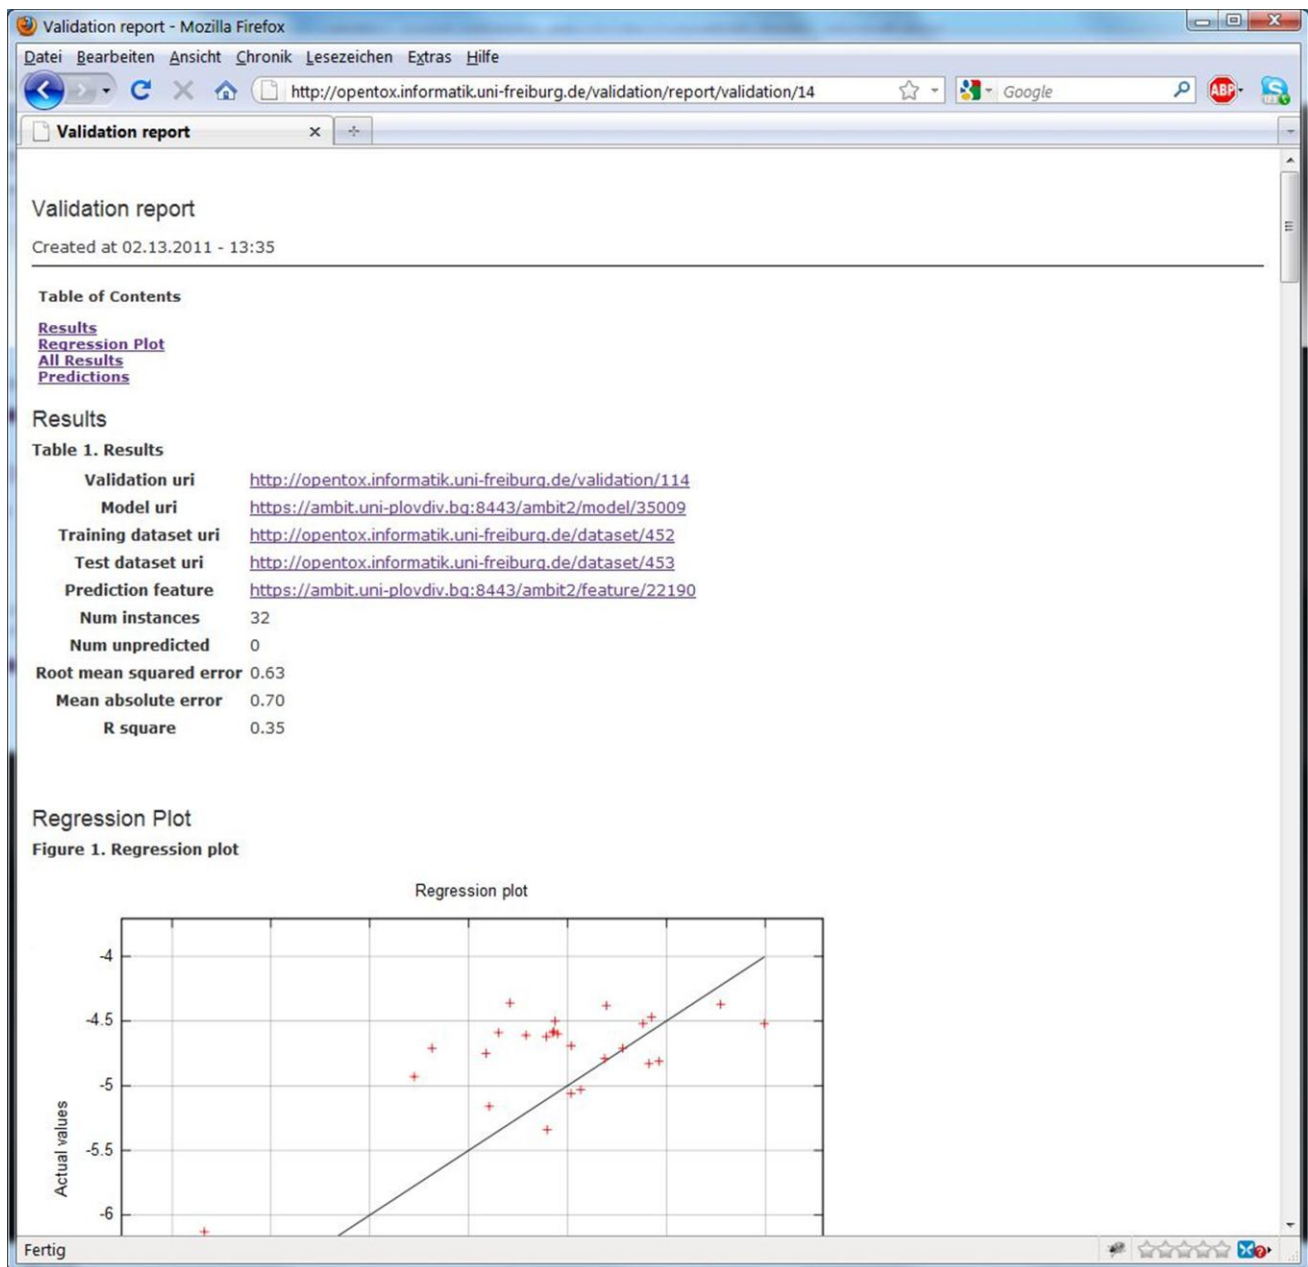 Validation report - Mozilla Firefox
Datei Bearbeiten Ansicht Chronik Lesezeichen Extras Hilfe
http://opentox.informatik.uni-freiburg.de/validation/report/validation/14
Google
ABP
Validation report
Validation report
Created at 02.13.2011 - 13:35
Table of Contents
Results
Regression Plot
All Results
Predictions
Results
Table 1. Results
Validation uri http://opentox.informatik.uni-freiburg.de/validation/114
Model uri https://ambit.uni-plovdiv.bg:8443/ambit2/model/35009
Training dataset uri http://opentox.informatik.uni-freiburg.de/dataset/452
Test dataset uri http://opentox.informatik.uni-freiburg.de/dataset/453
Prediction feature https://ambit.uni-plovdiv.bg:8443/ambit2/feature/22190
Num instances 32
Num unpredicted 0
Root mean squared error 0.63
Mean absolute error 0.70
R square 0.35
Regression Plot
Figure 1. Regression plot
Regression plot
-4
-4.5
-5
-5.5
-6
Actual values
Fertig